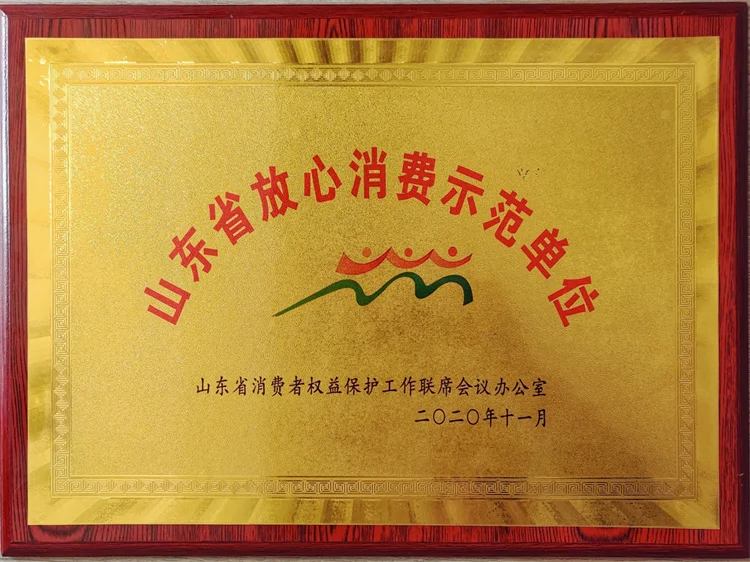 山东省放心消费示范单位
山东省消费者权益保护工作联席会议办公室
二〇二〇年十一月